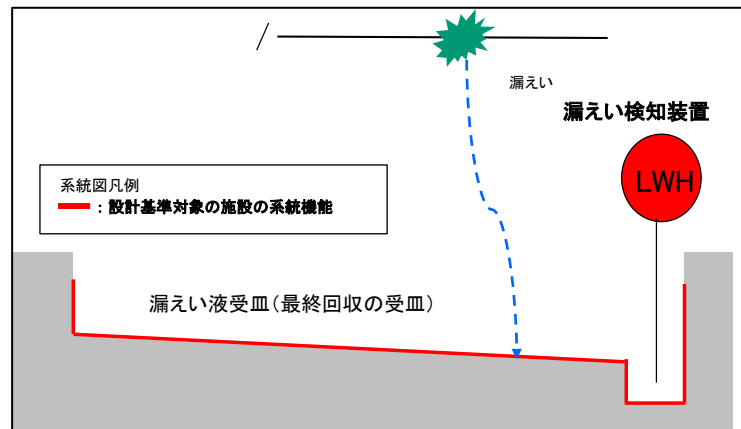 漏えい
漏えい検知装置
LWH
系統図凡例
：設計基準対象の施設の系統機能
漏えい液受皿（最終回収の受皿）